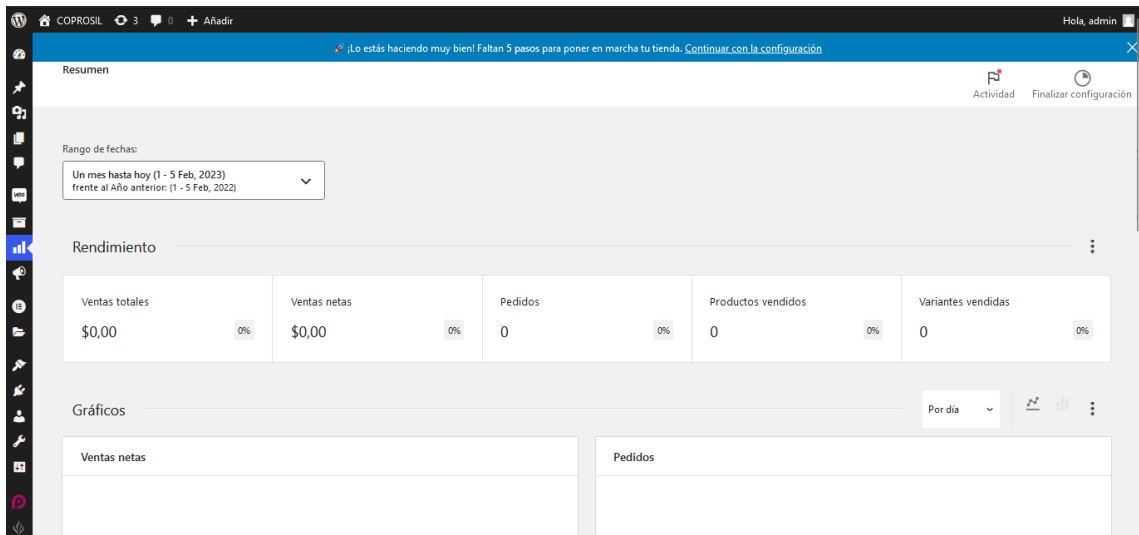 COPROSIL 3 0 + Añadir Hola, admin
🎉 ¡Lo estás haciendo muy bien! Faltan 5 pasos para poner en marcha tu tienda. Continuar con la configuración
Resumen
Actividad Finalizar configuración
Rango de fechas:
Un mes hasta hoy (1 - 5 Feb, 2023)
frente al Año anterior: (1 - 5 Feb, 2022)
Rendimiento
Ventas totales Ventas netas Pedidos Productos vendidos Variantes vendidas
$0,00 0% $0,00 0% 0 0% 0 0% 0 0%
Gráficos Por día
Ventas netas Pedidos